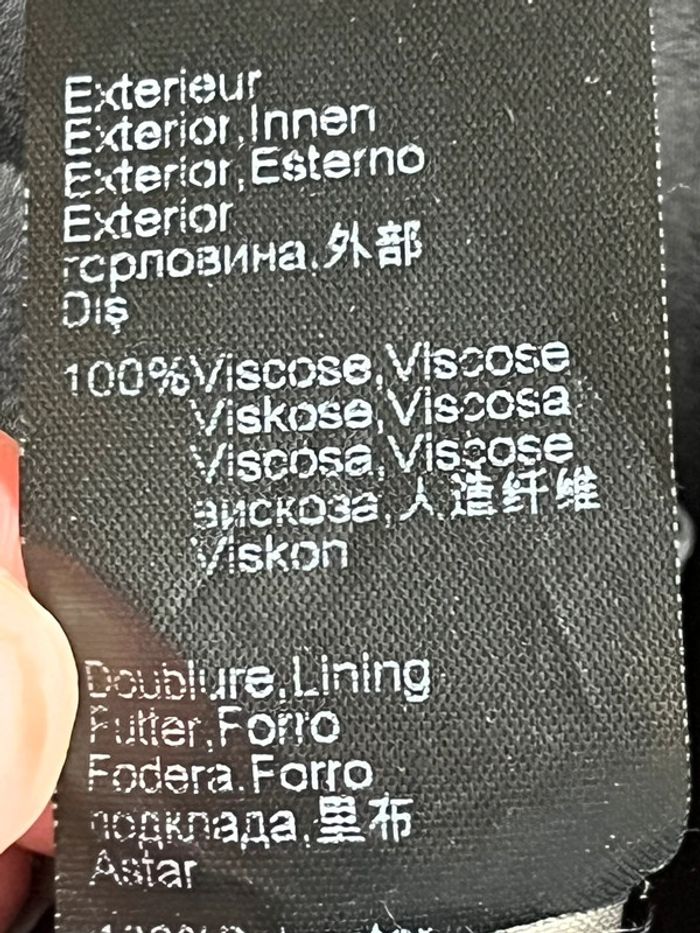 Exterieur
Exterior,Innen
Exterior,Esterno
Exterior
горловина,外部
Dış
100%Viscose,Viscose
Viskose,Viscosa
Viscosa,Viscose
вискоза,人造纤维
Viskon
Doublure,Lining
Futter,Forro
Fodera.Forro
подклада,里布
Astar